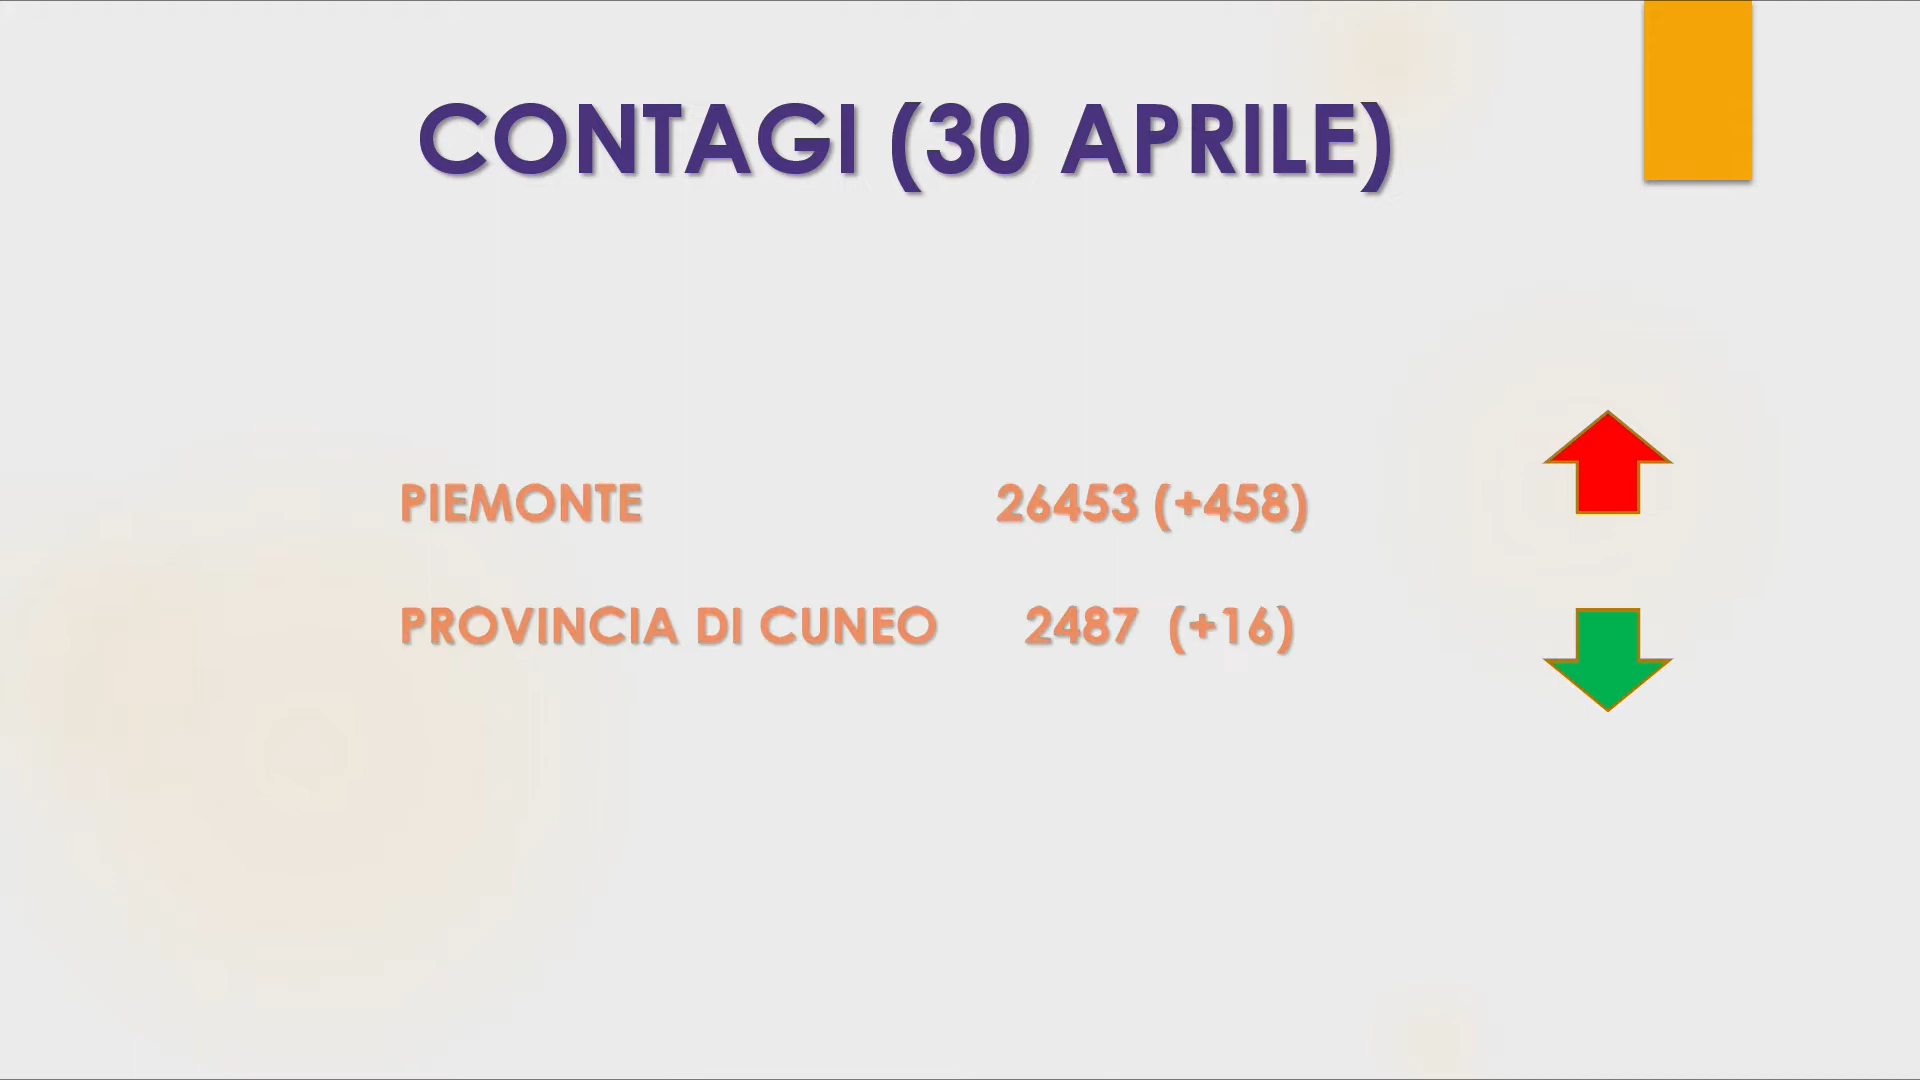 CONTAGI (30 APRILE)
PIEMONTE 26453 (+458)
PROVINCIA DI CUNEO 2487 (+16)